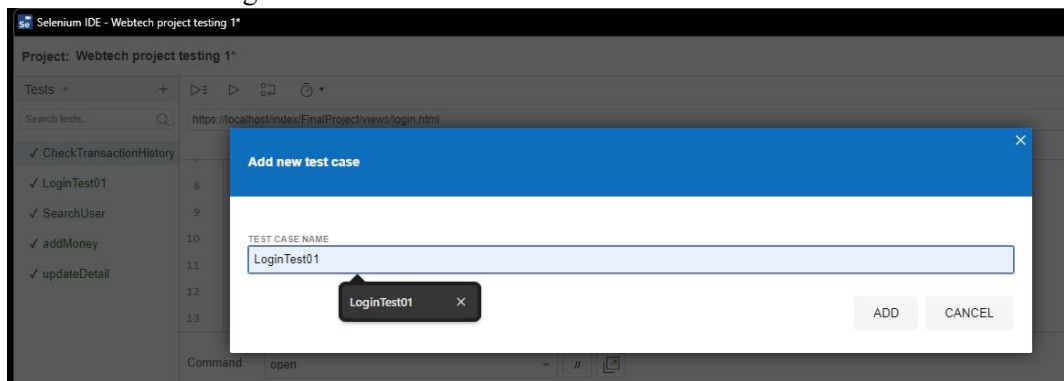 Selenium IDE - Webtech project testing 1*
Project: Webtech project testing 1*
Tests
Search tests...
https://localhost/index/FinalProject/views/login.html
✓ CheckTransactionHistory
✓ LoginTest01
✓ SearchUser
✓ addMoney
✓ updateDetail
8
9
10
11
12
13
Add new test case
TEST CASE NAME
LoginTest01
LoginTest01
ADD CANCEL
Command open //